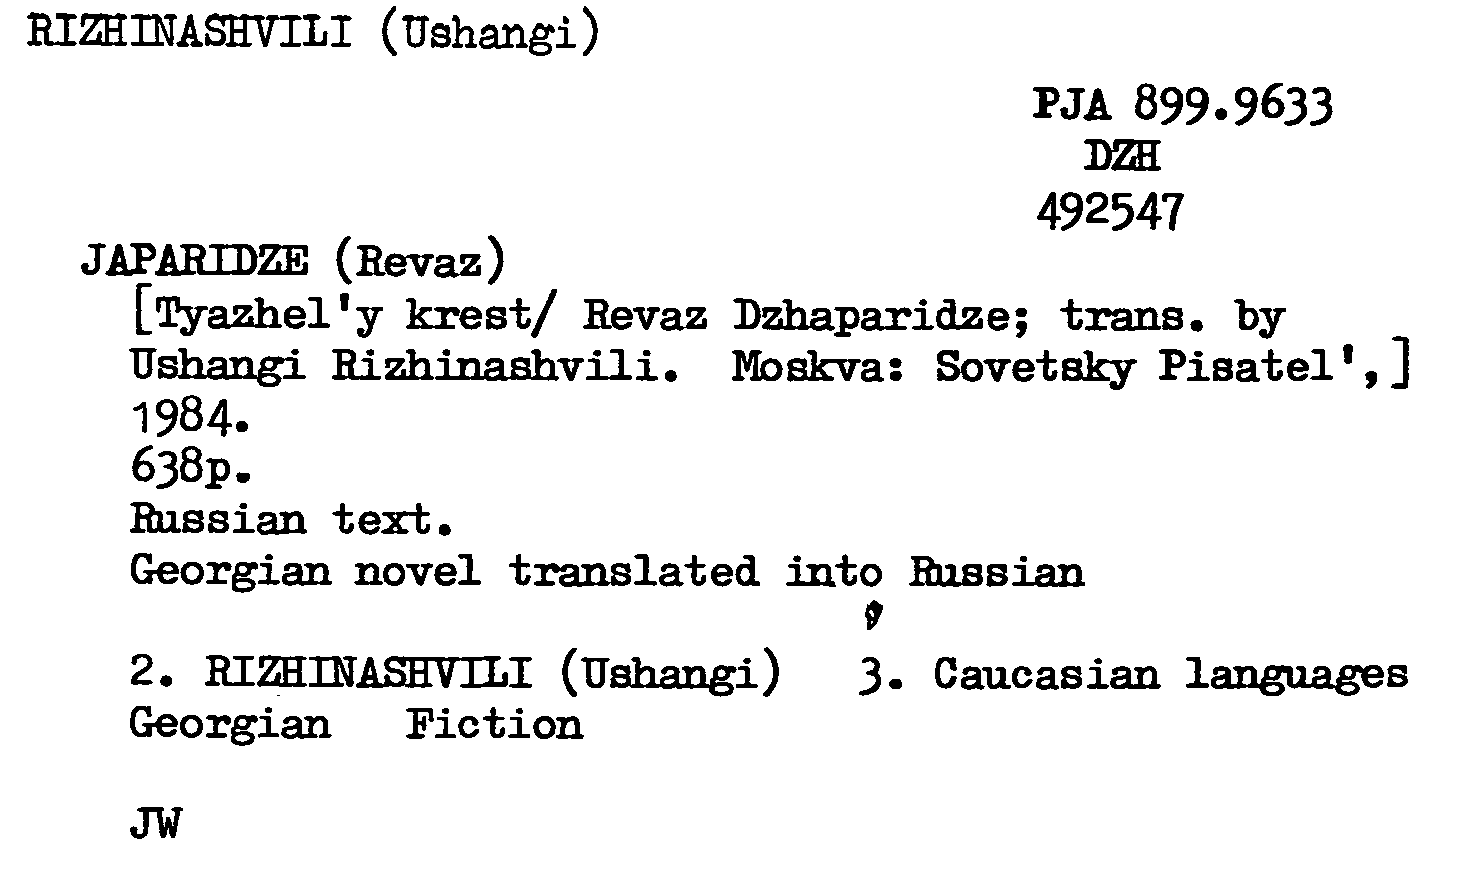 RIZHINASHVILI (Ushangi)
PJA 899.9633
DZH
492547
JAPARIDZE (Revaz)
[Tyazhel'y krest/ Revaz Dzhaparidze; trans. by
Ushangi Rizhinashvili. Moskva: Sovetsky Pisatel',]
1984.
638p.
Russian text.
Georgian novel translated into Russian
2. RIZHINASHVILI (Ushangi) 3. Caucasian languages
Georgian Fiction
JW